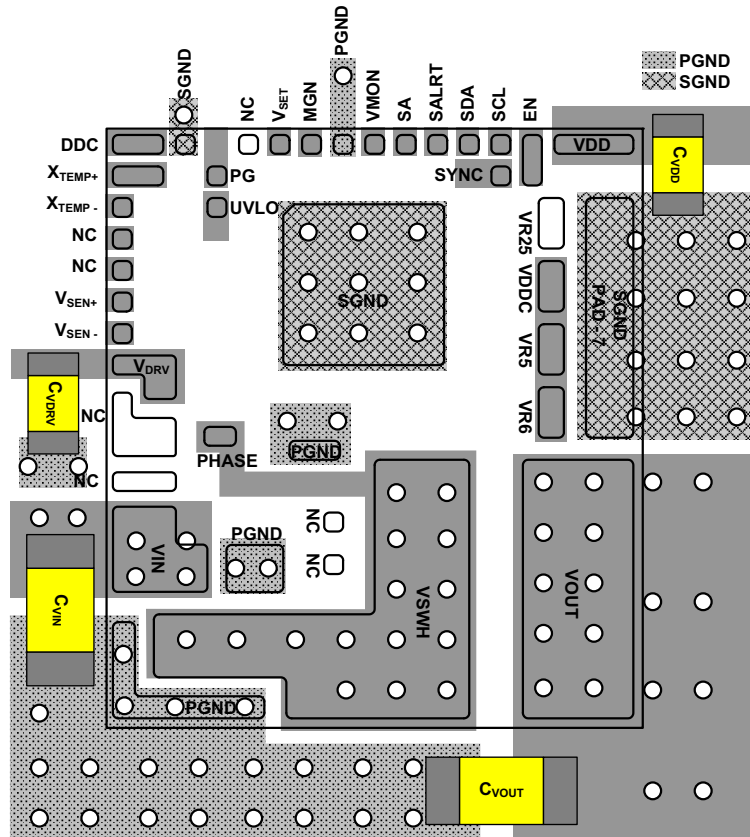 PGND
SGND
SGND
NC
VSET
MGN
PGND
VMON
SA
SALRT
SDA
SCL
EN
DDC
VDD
CVDD
XTEMP+
PG
SYNC
XTEMP -
UVLO
NC
NC
VSEN+
VSEN -
SGND
VR25
VDDC
VR5
VR6
SGND
PAD - 7
VDRV
CVDRV
NC
PHASE
PGND
NC
VIN
PGND
NC
NC
CVIN
VSWH
VOUT
PGND
CVOUT